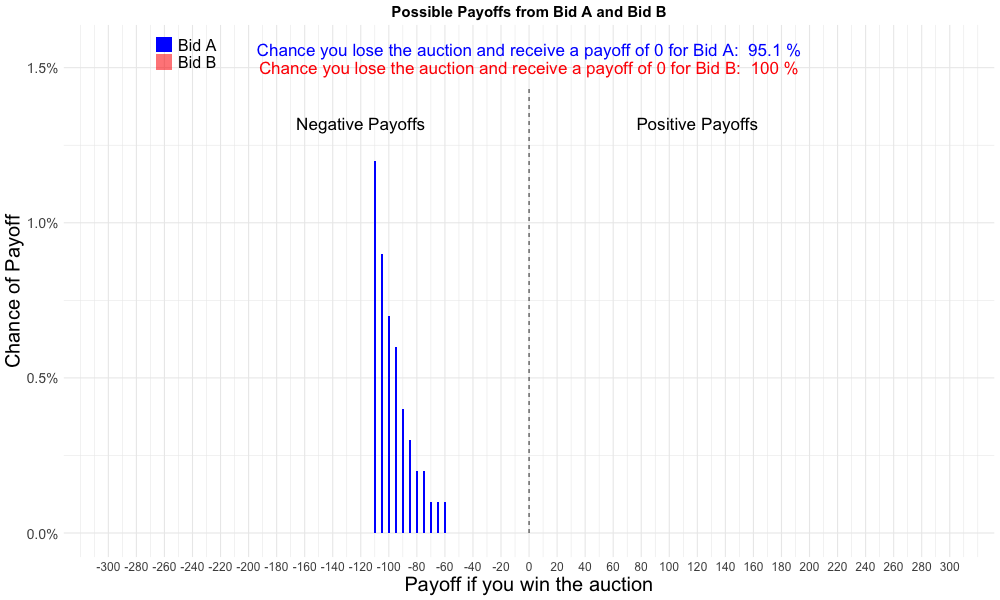 Possible Payoffs from Bid A and Bid B
Bid A
Bid B
Chance you lose the auction and receive a payoff of 0 for Bid A:  95.1 %
Chance you lose the auction and receive a payoff of 0 for Bid B:  100 %
Negative Payoffs
Positive Payoffs
Chance of Payoff
1.5%
1.0%
0.5%
0.0%
-300 -280 -260 -240 -220 -200 -180 -160 -140 -120 -100 -80 -60 -40 -20 0 20 40 60 80 100 120 140 160 180 200 220 240 260 280 300
Payoff if you win the auction